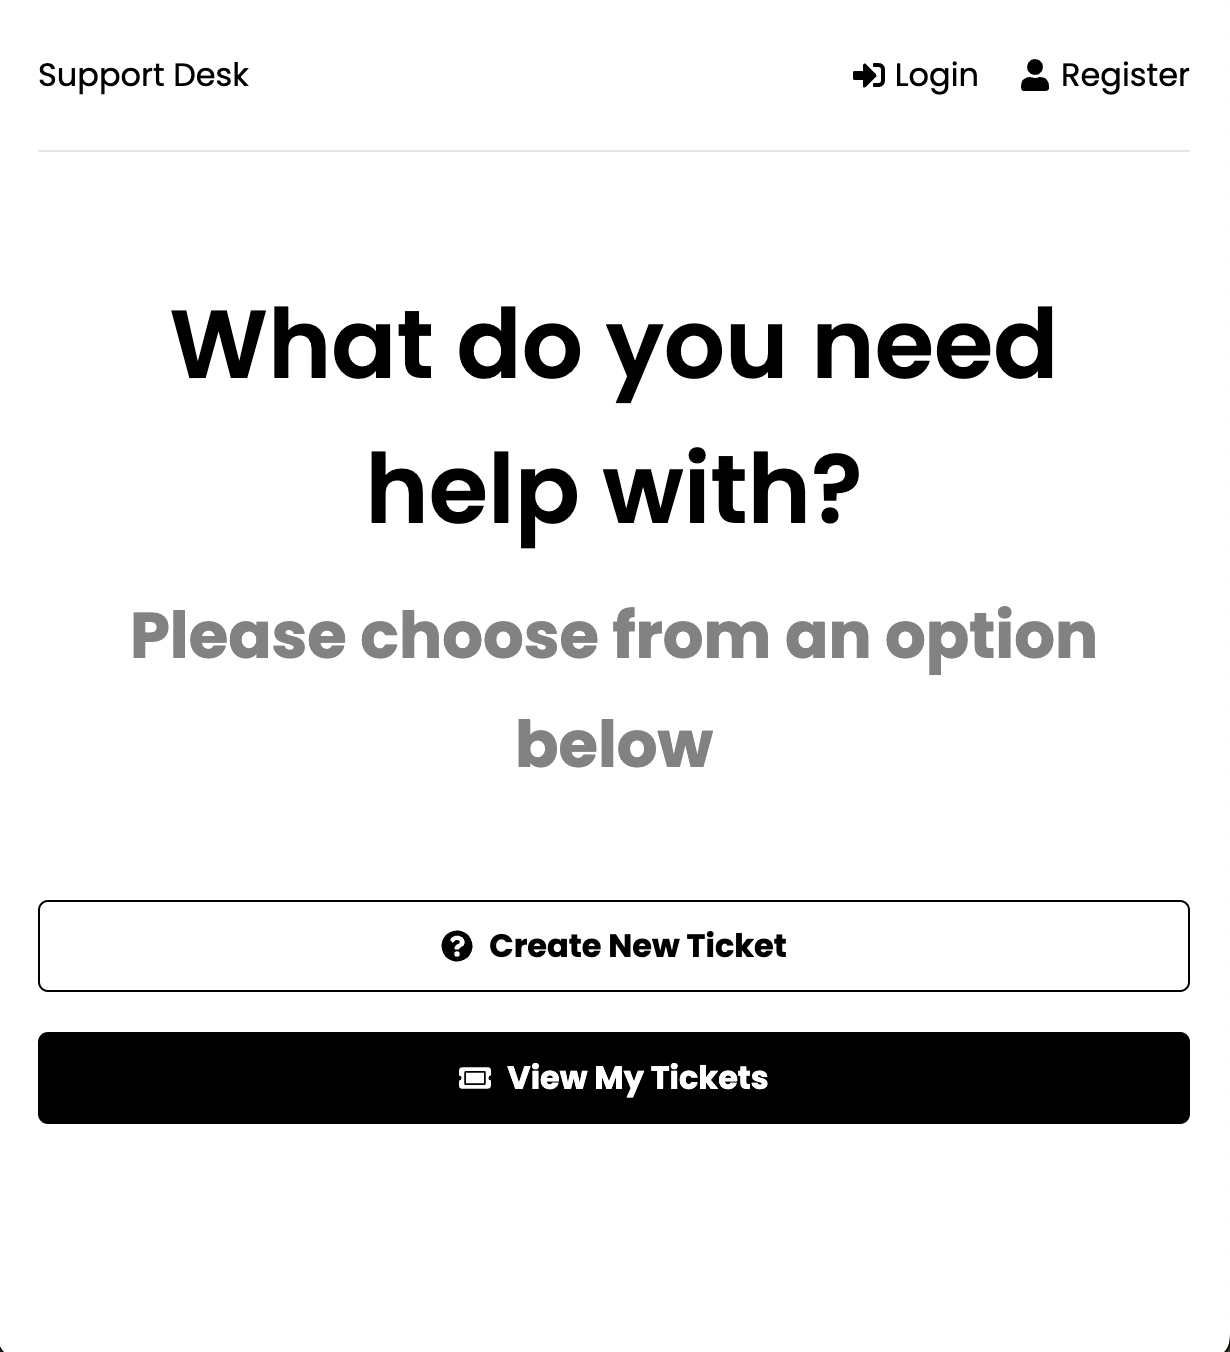 Support Desk
Login
Register
What do you need
help with?
Please choose from an option
below
Create New Ticket
View My Tickets